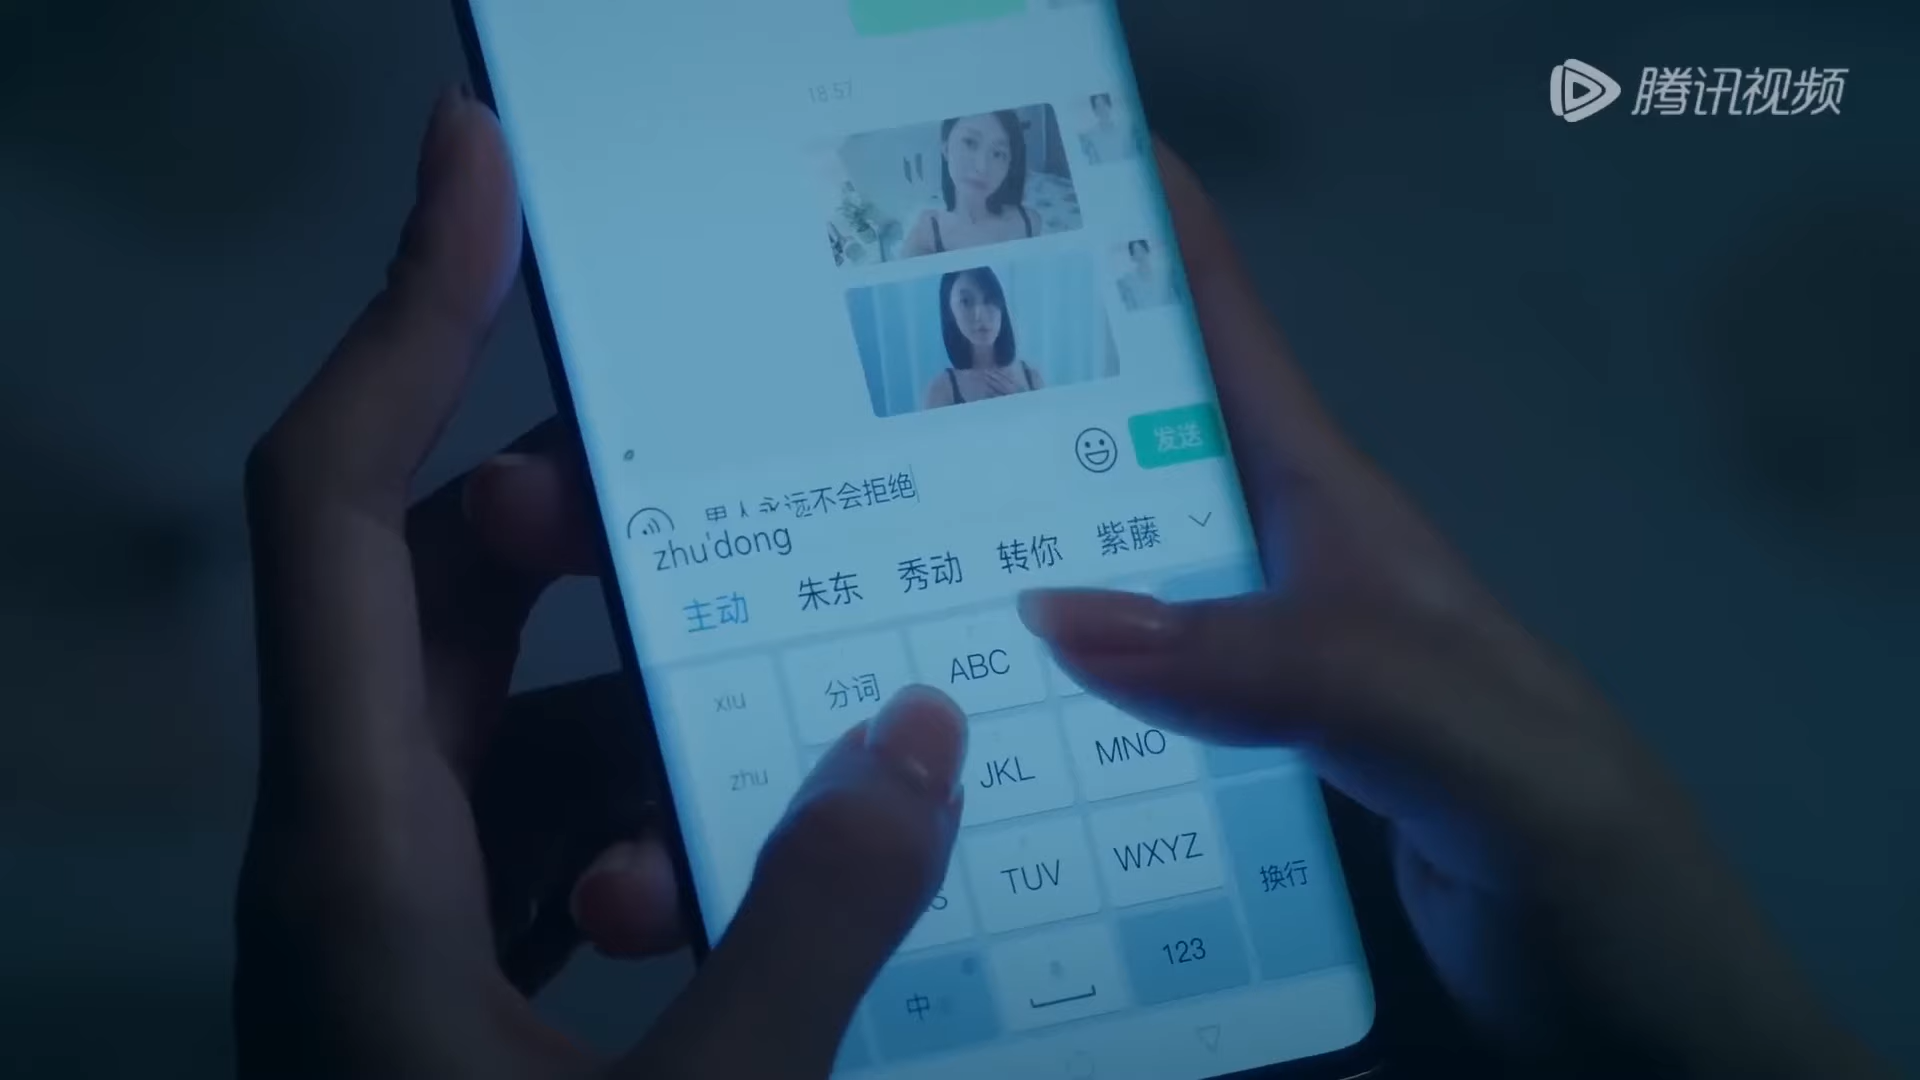 腾讯视频
18:57
发送
男人永远不会拒绝
zhu'dong
主动 朱东 秀动 转你 紫藤
xiu 分词 ABC
zhu JKL MNO
TUV WXYZ
换行
中 123